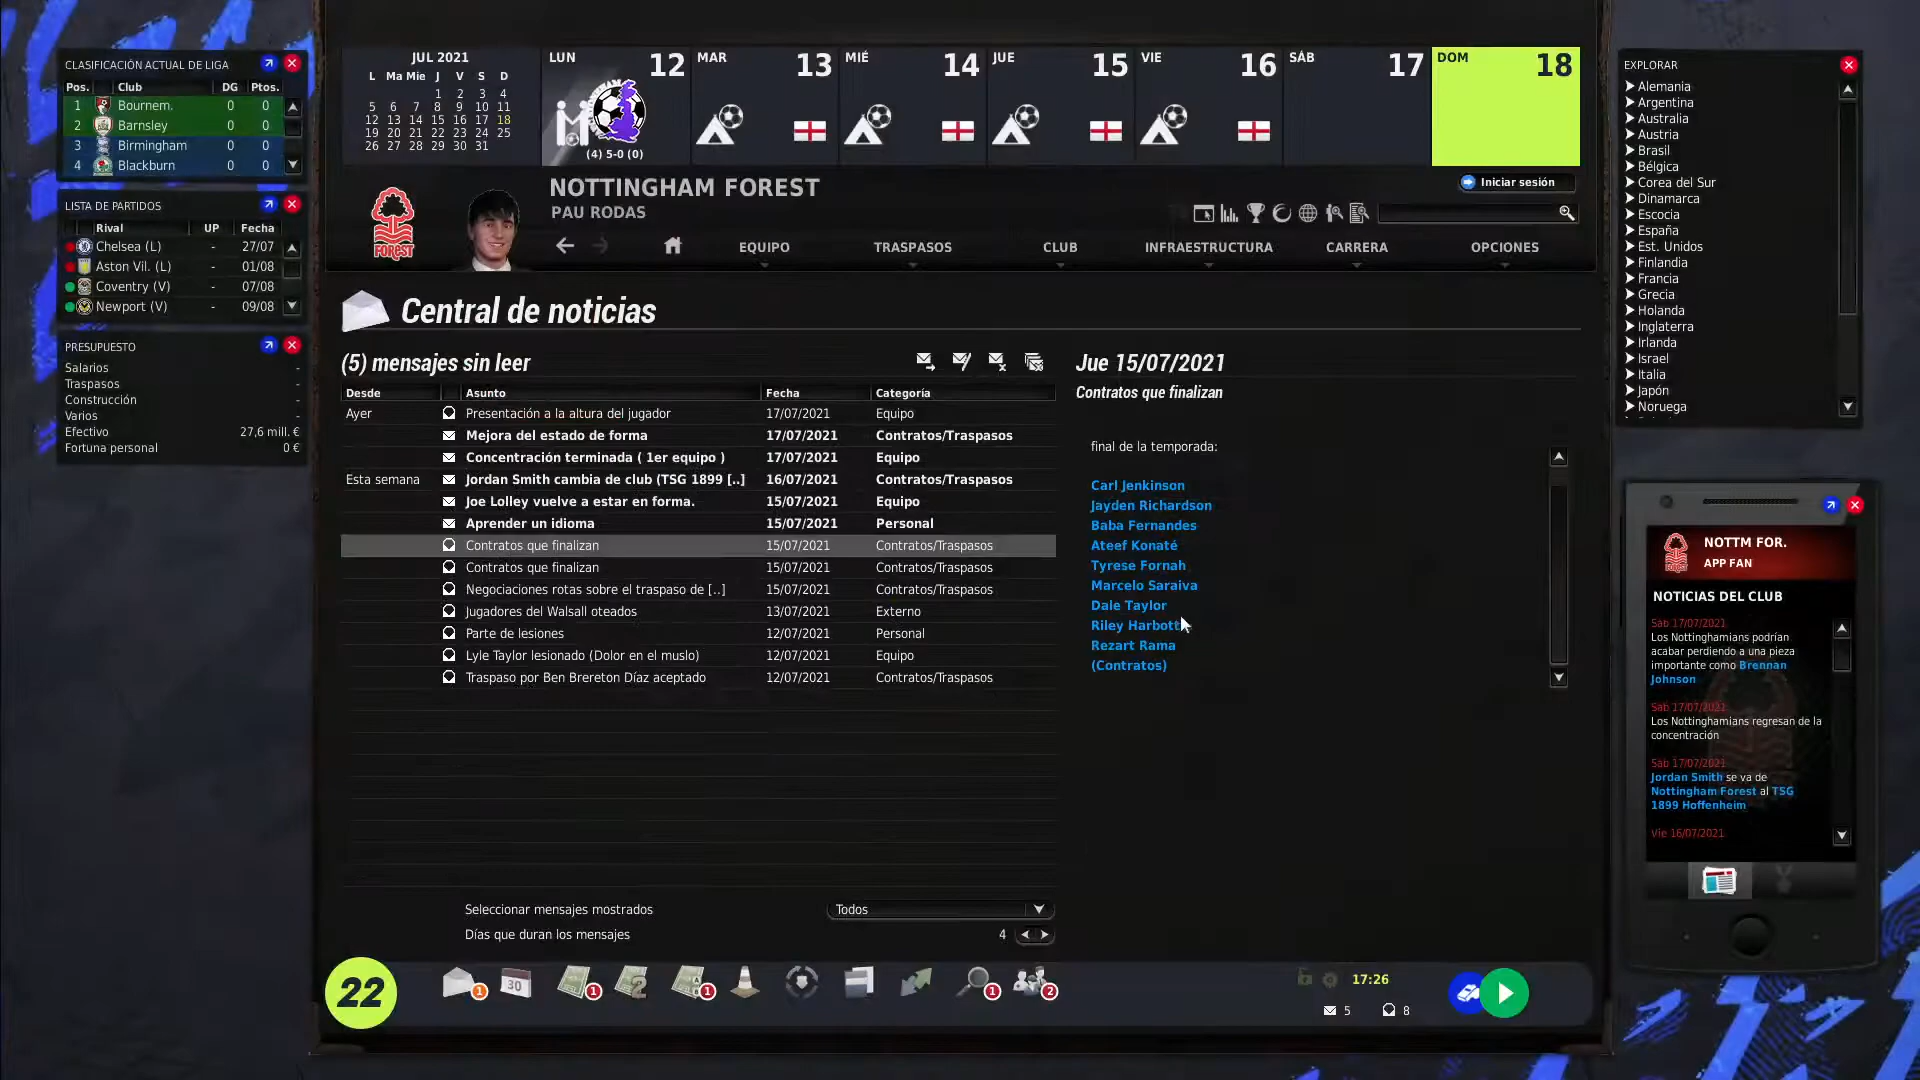 CLASIFICACIÓN ACTUAL DE LIGA
Pos. Club DG Ptos.
1 Bournem. 0 0
2 Barnsley 0 0
3 Birmingham 0 0
4 Blackburn 0 0
LISTA DE PARTIDOS
Rival UP Fecha
Chelsea (L) - 27/07
Aston Vil. (L) - 01/08
Coventry (V) - 07/08
Newport (V) - 09/08
PRESUPUESTO
Salarios -
Traspasos -
Construcción -
Varios -
Efectivo 27,6 mill. €
Fortuna personal 0 €
JUL 2021
L Ma Mie J V S D
1 2 3 4
5 6 7 8 9 10 11
12 13 14 15 16 17 18
19 20 21 22 23 24 25
26 27 28 29 30 31
LUN 12
(4) 5-0 (0)
MAR 13
MIÉ 14
JUE 15
VIE 16
SÁB 17
DOM 18
FOREST
NOTTINGHAM FOREST
PAU RODAS
Iniciar sesión
EQUIPO TRASPASOS CLUB INFRAESTRUCTURA CARRERA OPCIONES
Central de noticias
(5) mensajes sin leer
Desde Asunto Fecha Categoría
Ayer Presentación a la altura del jugador 17/07/2021 Equipo
Mejora del estado de forma 17/07/2021 Contratos/Traspasos
Concentración terminada ( 1er equipo ) 17/07/2021 Equipo
Esta semana Jordan Smith cambia de club (TSG 1899 [..] 16/07/2021 Contratos/Traspasos
Joe Lolley vuelve a estar en forma. 15/07/2021 Equipo
Aprender un idioma 15/07/2021 Personal
Contratos que finalizan 15/07/2021 Contratos/Traspasos
Contratos que finalizan 15/07/2021 Contratos/Traspasos
Negociaciones rotas sobre el traspaso de [..] 15/07/2021 Contratos/Traspasos
Jugadores del Walsall oteados 13/07/2021 Externo
Parte de lesiones 12/07/2021 Personal
Lyle Taylor lesionado (Dolor en el muslo) 12/07/2021 Equipo
Traspaso por Ben Brereton Díaz aceptado 12/07/2021 Contratos/Traspasos
Seleccionar mensajes mostrados Todos
Días que duran los mensajes 4
Jue 15/07/2021
Contratos que finalizan
final de la temporada:
Carl Jenkinson
Jayden Richardson
Baba Fernandes
Ateef Konaté
Tyrese Fornah
Marcelo Saraiva
Dale Taylor
Riley Harbott
Rezart Rama
(Contratos)
EXPLORAR
Alemania
Argentina
Australia
Austria
Brasil
Bélgica
Corea del Sur
Dinamarca
Escocia
España
Est. Unidos
Finlandia
Francia
Grecia
Holanda
Inglaterra
Irlanda
Israel
Italia
Japón
Noruega
NOTTM FOR.
APP FAN
NOTICIAS DEL CLUB
Sáb 17/07/2021
Los Nottinghamians podrían
acabar perdiendo a una pieza
importante como Brennan
Johnson
Sáb 17/07/2021
Los Nottinghamians regresan de la
concentración
Sáb 17/07/2021
Jordan Smith se va de
Nottingham Forest al TSG
1899 Hoffenheim
Vie 16/07/2021
22
1
30
1
2
1
1
2
17:26
5 8